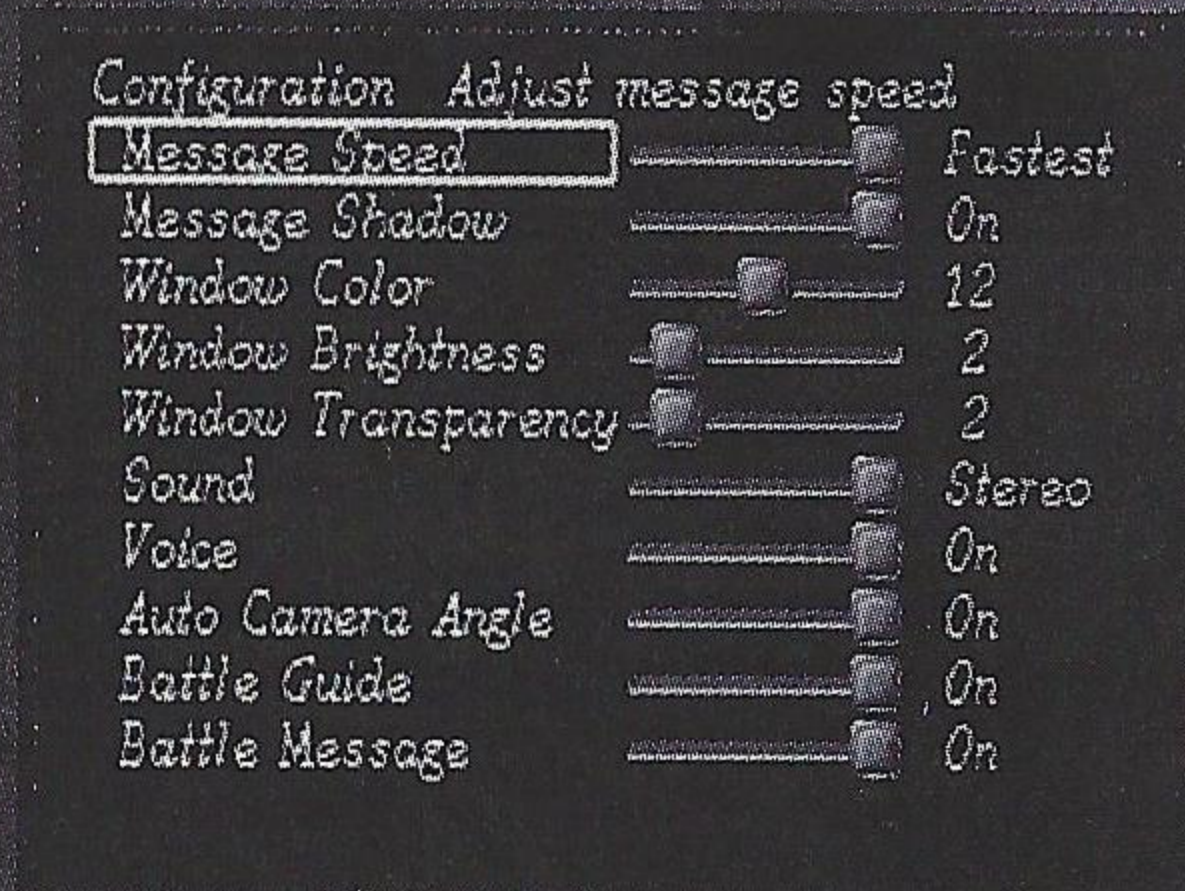 Configuration Adjust message speed
Message Speed Fastest
Message Shadow On
Window Color 12
Window Brightness 2
Window Transparency 2
Sound Stereo
Voice On
Auto Camera Angle On
Battle Guide On
Battle Message On